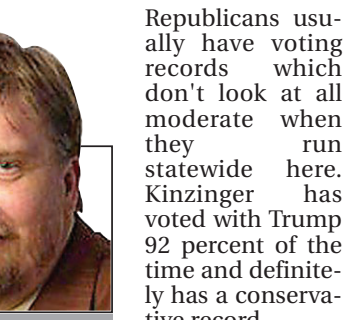 Republicans usu-
ally have voting
records which
don't look at all
moderate when
they run
statewide here.
Kinzinger has
voted with Trump
92 percent of the
time and definite-
ly has a conserva-
tive record